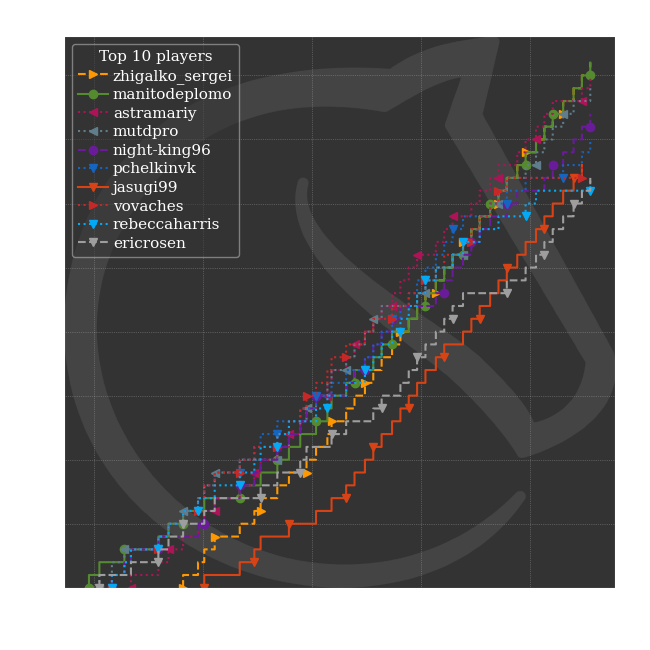 Top 10 players
zhigalko_sergei
manitodeplomo
astramariy
mutdpro
night-king96
pchelkinvk
jasugi99
vovaches
rebeccaharris
ericrosen